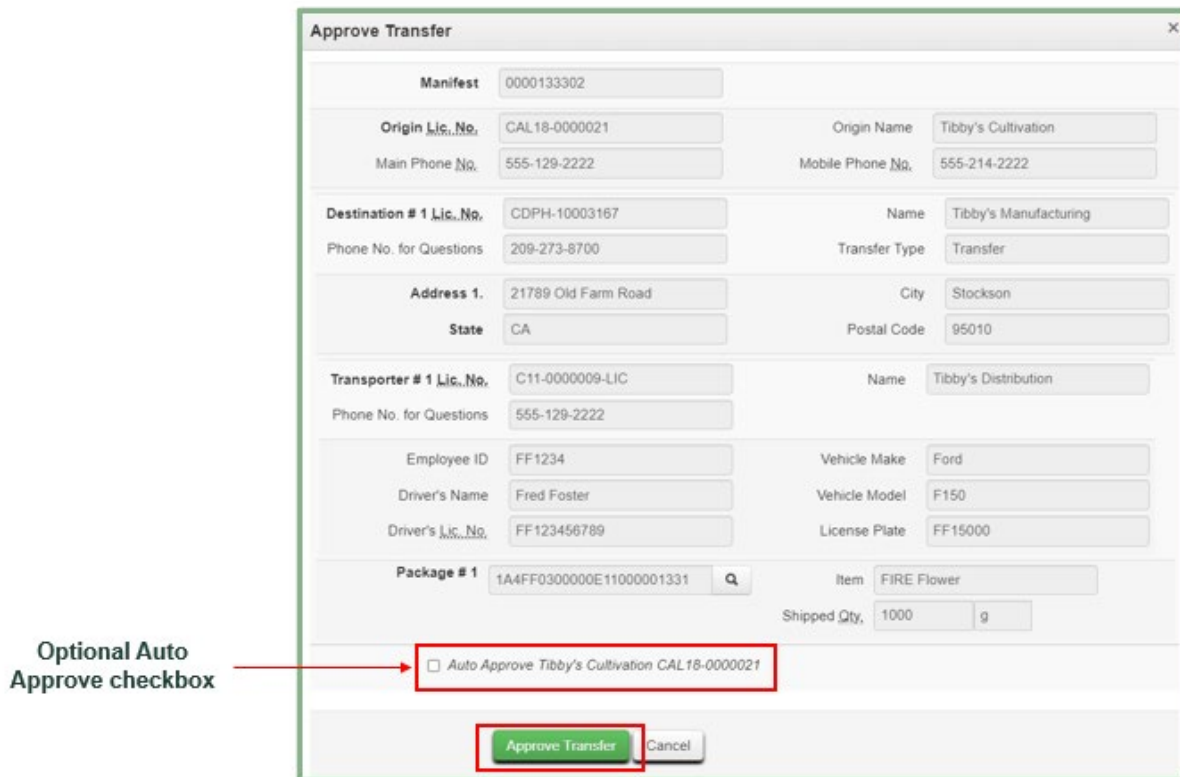 Approve Transfer ×
Manifest 0000133302
Origin Lic. No. CAL18-0000021 Origin Name Tibby's Cultivation
Main Phone No. 555-129-2222 Mobile Phone No. 555-214-2222
Destination # 1 Lic. No. CDPH-10003167 Name Tibby's Manufacturing
Phone No. for Questions 209-273-8700 Transfer Type Transfer
Address 1. 21789 Old Farm Road City Stockson
State CA Postal Code 95010
Transporter # 1 Lic. No. C11-0000009-LIC Name Tibby's Distribution
Phone No. for Questions 555-129-2222
Employee ID FF1234 Vehicle Make Ford
Driver's Name Fred Foster Vehicle Model F150
Driver's Lic. No. FF123456789 License Plate FF15000
Package # 1 1A4FF0300000E11000001331 Item FIRE Flower
Shipped Qty. 1000 g
Optional Auto
Approve checkbox
Auto Approve Tibby's Cultivation CAL18-0000021
Approve Transfer Cancel